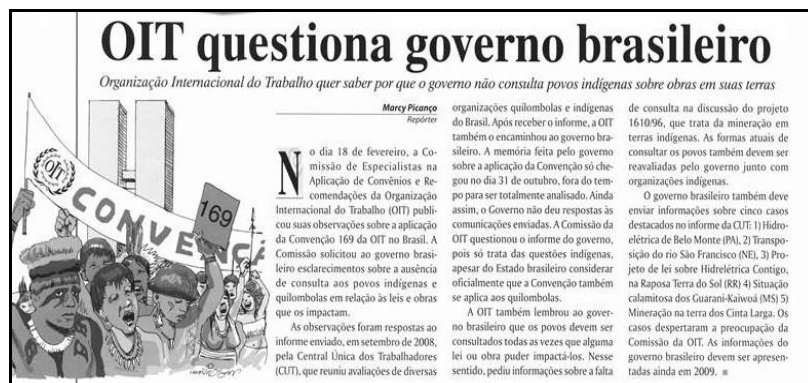 OIT questiona governo brasileiro
Organização Internacional do Trabalho quer saber por que o governo não consulta povos indígenas sobre obras em suas terras
OIT
CONVENÇÃ
169
Marcy Picanço
Repórter
No dia 18 de fevereiro, a Co-
missão de Especialistas na
Aplicação de Convênios e Re-
comendações da Organização
Internacional do Trabalho (OIT) publi-
cou suas observações sobre a aplicação
da Convenção 169 da OIT no Brasil. A
Comissão solicitou ao governo brasi-
leiro esclarecimentos sobre a ausência
de consulta aos povos indígenas e
quilombolas em relação às leis e obras
que os impactam.
As observações foram respostas ao
informe enviado, em setembro de 2008,
pela Central Única dos Trabalhadores
(CUT), que reuniu avaliações de diversas
organizações quilombolas e indígenas
do Brasil. Após receber o informe, a OIT
também o encaminhou ao governo bra-
sileiro. A memória feita pelo governo
sobre a aplicação da Convenção só che-
gou no dia 31 de outubro, fora do tem-
po para ser totalmente analisado. Ainda
assim, o Governo não deu respostas às
comunicações enviadas. A Comissão da
OIT questionou o informe do governo,
pois só trata das questões indígenas,
apesar do Estado brasileiro considerar
oficialmente que a Convenção também
se aplica aos quilombolas.
A OIT também lembrou ao gover-
no brasileiro que os povos devem ser
consultados todas as vezes que alguma
lei ou obra puder impactá-los. Nesse
sentido, pediu informações sobre a falta
de consulta na discussão do projeto
1610/96, que trata da mineração em
terras indígenas. As formas atuais de
consultar os povos também devem ser
reavaliadas pelo governo junto com
organizações indígenas.
O governo brasileiro também deve
enviar informações sobre cinco casos
destacados no informe da CUT: 1) Hidro-
elétrica de Belo Monte (PA), 2) Transpo-
sição do rio São Francisco (NE), 3) Pro-
jeto de lei sobre Hidrelétrica Contigo,
na Raposa Terra do Sol (RR) 4) Situação
calamitosa dos Guarani-Kaiwoá (MS) 5)
Mineração na terra dos Cinta Larga. Os
casos despertaram a preocupação da
Comissão da OIT. As informações do
governo brasileiro devem ser apresen-
tadas ainda em 2009.